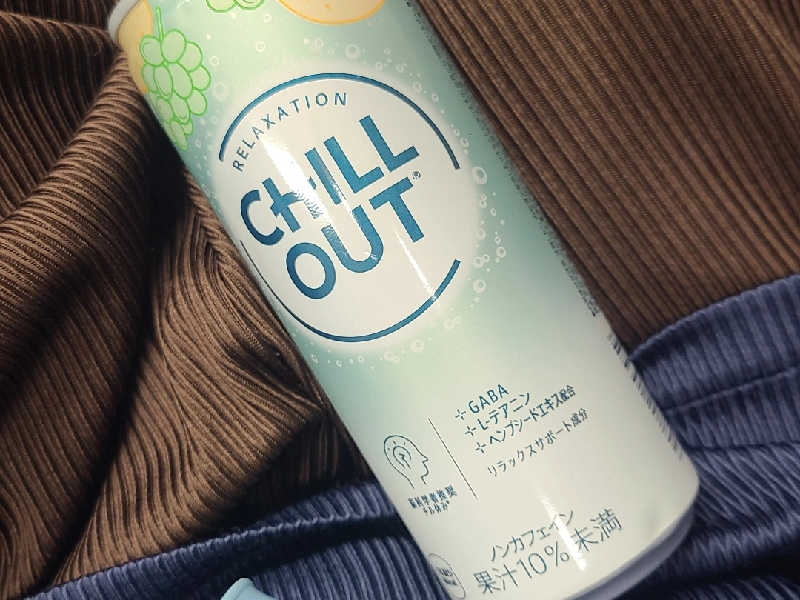 RELAXATION
CHILL
OUT®
GABA
L-テアニン
ヘンプシードエキス配合
リラックスサポート成分
ノンカフェイン
果汁10%未満